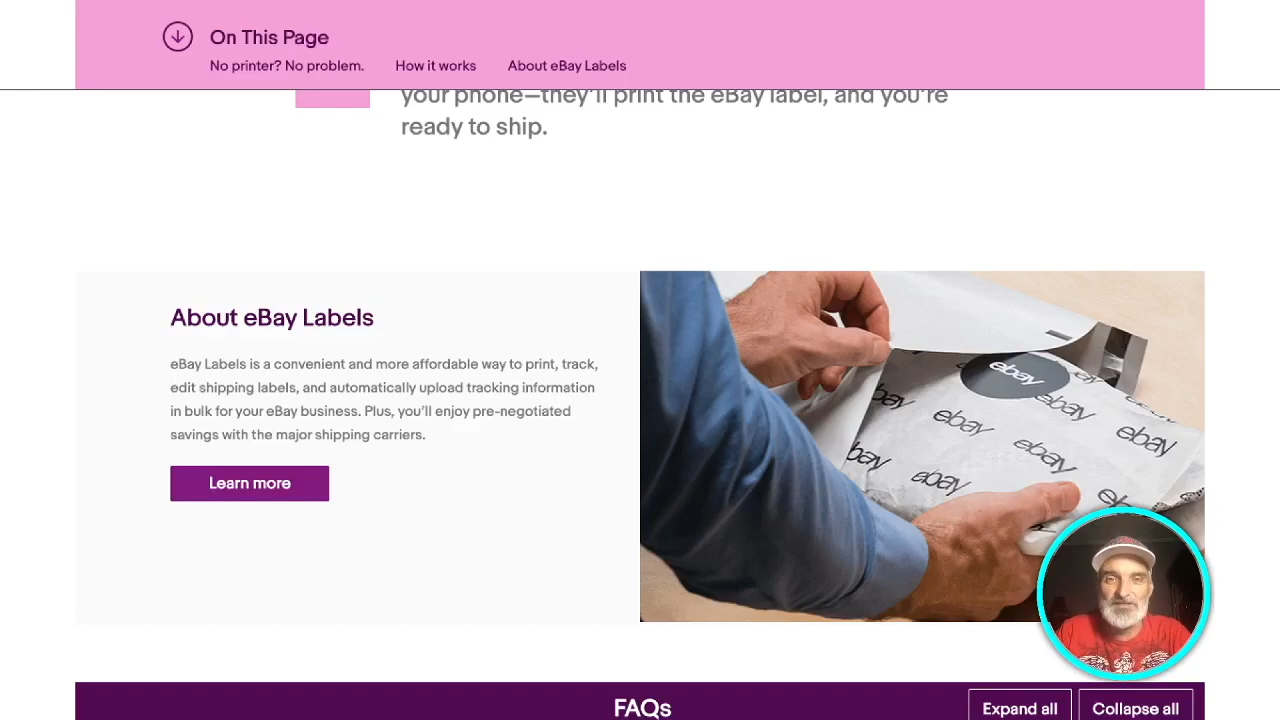 On This Page
No printer? No problem. How it works About eBay Labels
your phone—they'll print the eBay label, and you're
ready to ship.
About eBay Labels
eBay Labels is a convenient and more affordable way to print, track,
edit shipping labels, and automatically upload tracking information
in bulk for your eBay business. Plus, you'll enjoy pre-negotiated
savings with the major shipping carriers.
Learn more
ebay
ebay
ebay
ebay
ebay
ebay
ebay
ebay
FAQs Expand all Collapse all